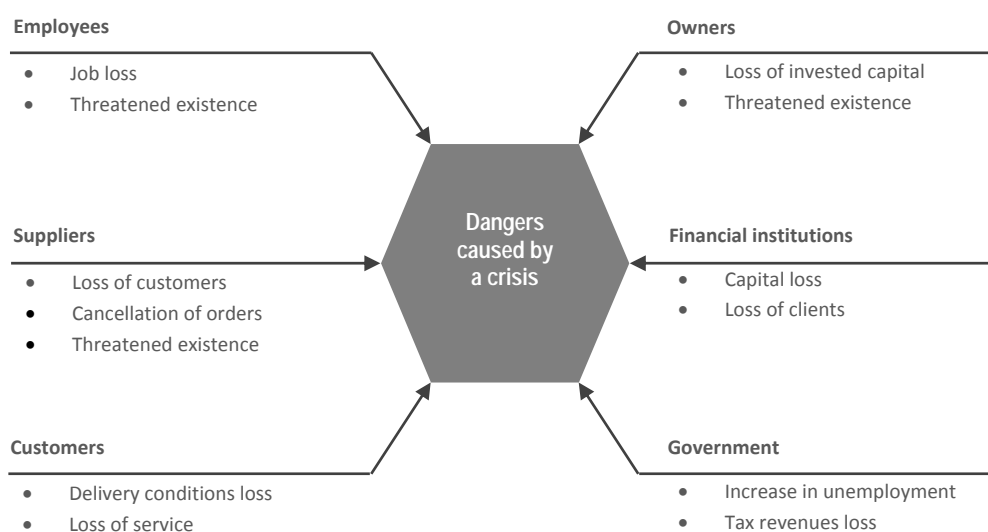 Employees
• Job loss
• Threatened existence
Owners
• Loss of invested capital
• Threatened existence
Suppliers
• Loss of customers
• Cancellation of orders
• Threatened existence
Dangers
caused by
a crisis
Financial institutions
• Capital loss
• Loss of clients
Customers
• Delivery conditions loss
• Loss of service
Government
• Increase in unemployment
• Tax revenues loss